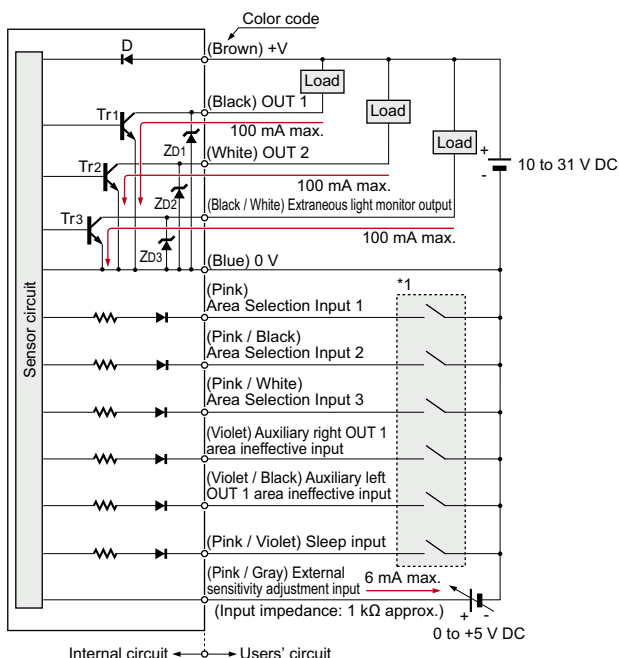 Color code
D
(Brown) +V
Load
Tr1
(Black) OUT 1
Load
100 mA max.
ZD1
(White) OUT 2
Load
+
-
10 to 31 V DC
Tr2
100 mA max.
ZD2
(Black / White) Extraneous light monitor output
Tr3
100 mA max.
ZD3
(Blue) 0 V
Sensor circuit
*1
(Pink)
Area Selection Input 1
(Pink / Black)
Area Selection Input 2
(Pink / White)
Area Selection Input 3
(Violet) Auxiliary right OUT 1
area ineffective input
(Violet / Black) Auxiliary left
OUT 1 area ineffective input
(Pink / Violet) Sleep input
(Pink / Gray) External
sensitivity adjustment input
6 mA max.
(Input impedance: 1 kΩ approx.)
+ -
0 to +5 V DC
Internal circuit
Users' circuit